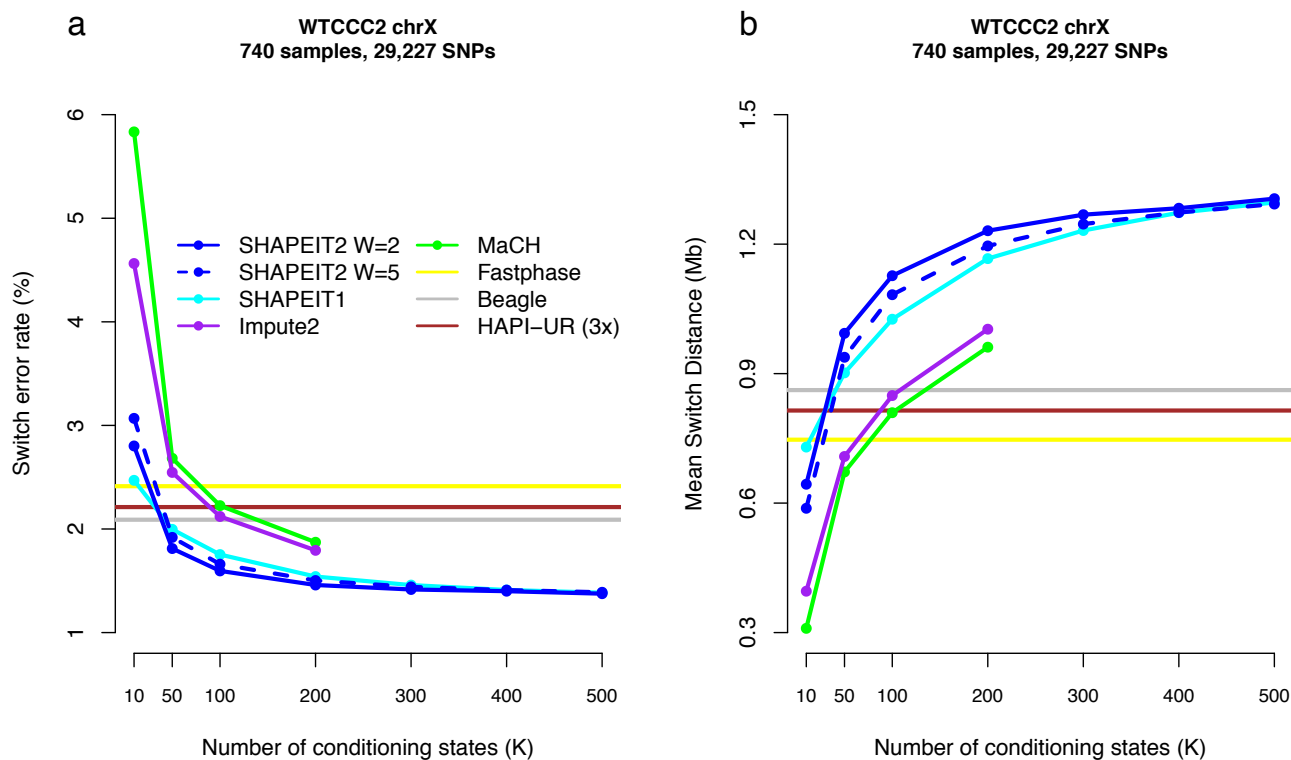 a
WTCCC2 chrX
740 samples, 29,227 SNPs
Switch error rate (%)
6
5
4
3
2
1
SHAPEIT2 W=2
SHAPEIT2 W=5
SHAPEIT1
Impute2
MaCH
Fastphase
Beagle
HAPI−UR (3x)
10 50 100 200 300 400 500
Number of conditioning states (K)
b
WTCCC2 chrX
740 samples, 29,227 SNPs
Mean Switch Distance (Mb)
1.5
1.2
0.9
0.6
0.3
10 50 100 200 300 400 500
Number of conditioning states (K)